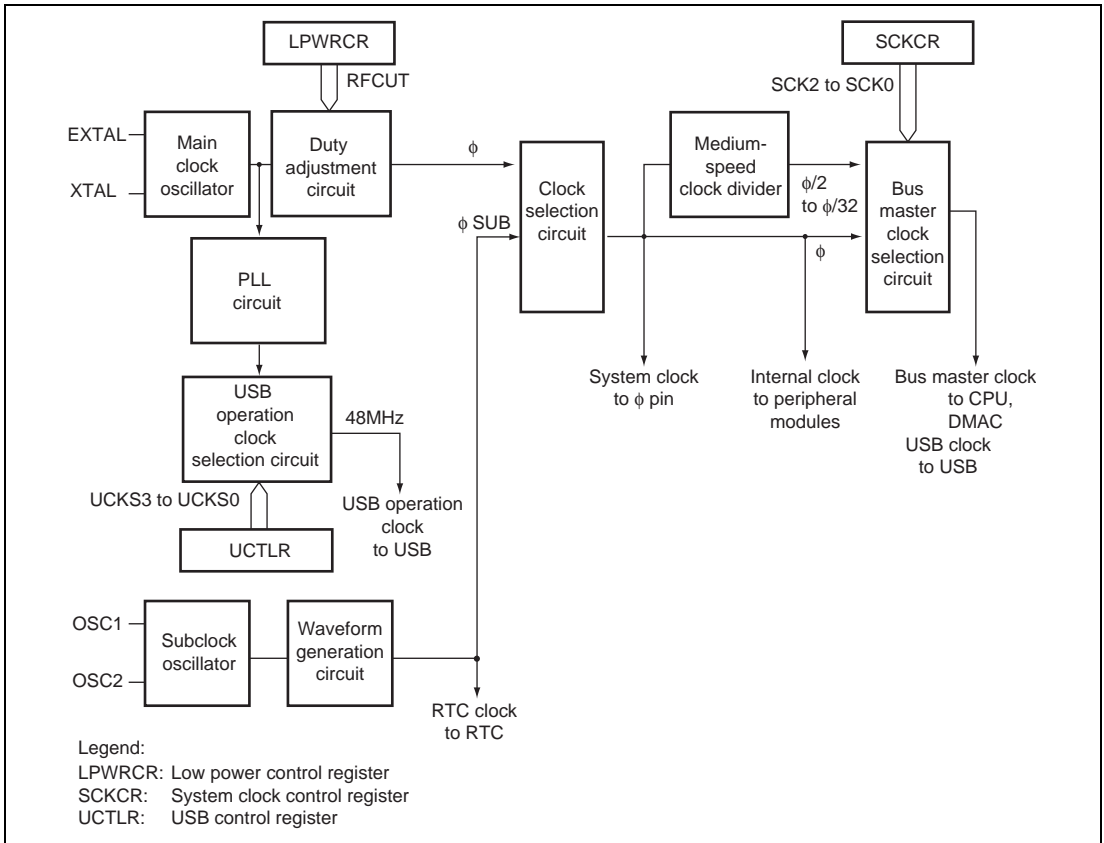 LPWRCR
SCKCR
RFCUT
SCK2 to SCK0
EXTAL
XTAL
Main
clock
oscillator
Duty
adjustment
circuit
ϕ
ϕ SUB
Clock
selection
circuit
Medium-
speed
clock divider
ϕ/2
to ϕ/32
ϕ
Bus
master
clock
selection
circuit
PLL
circuit
System clock
to ϕ pin
Internal clock
to peripheral
modules
Bus master clock
to CPU,
DMAC
USB clock
to USB
USB
operation
clock
selection circuit
48MHz
UCKS3 to UCKS0
USB operation
clock
to USB
UCTLR
OSC1
OSC2
Subclock
oscillator
Waveform
generation
circuit
RTC clock
to RTC
Legend:
LPWRCR: Low power control register
SCKCR: System clock control register
UCTLR: USB control register